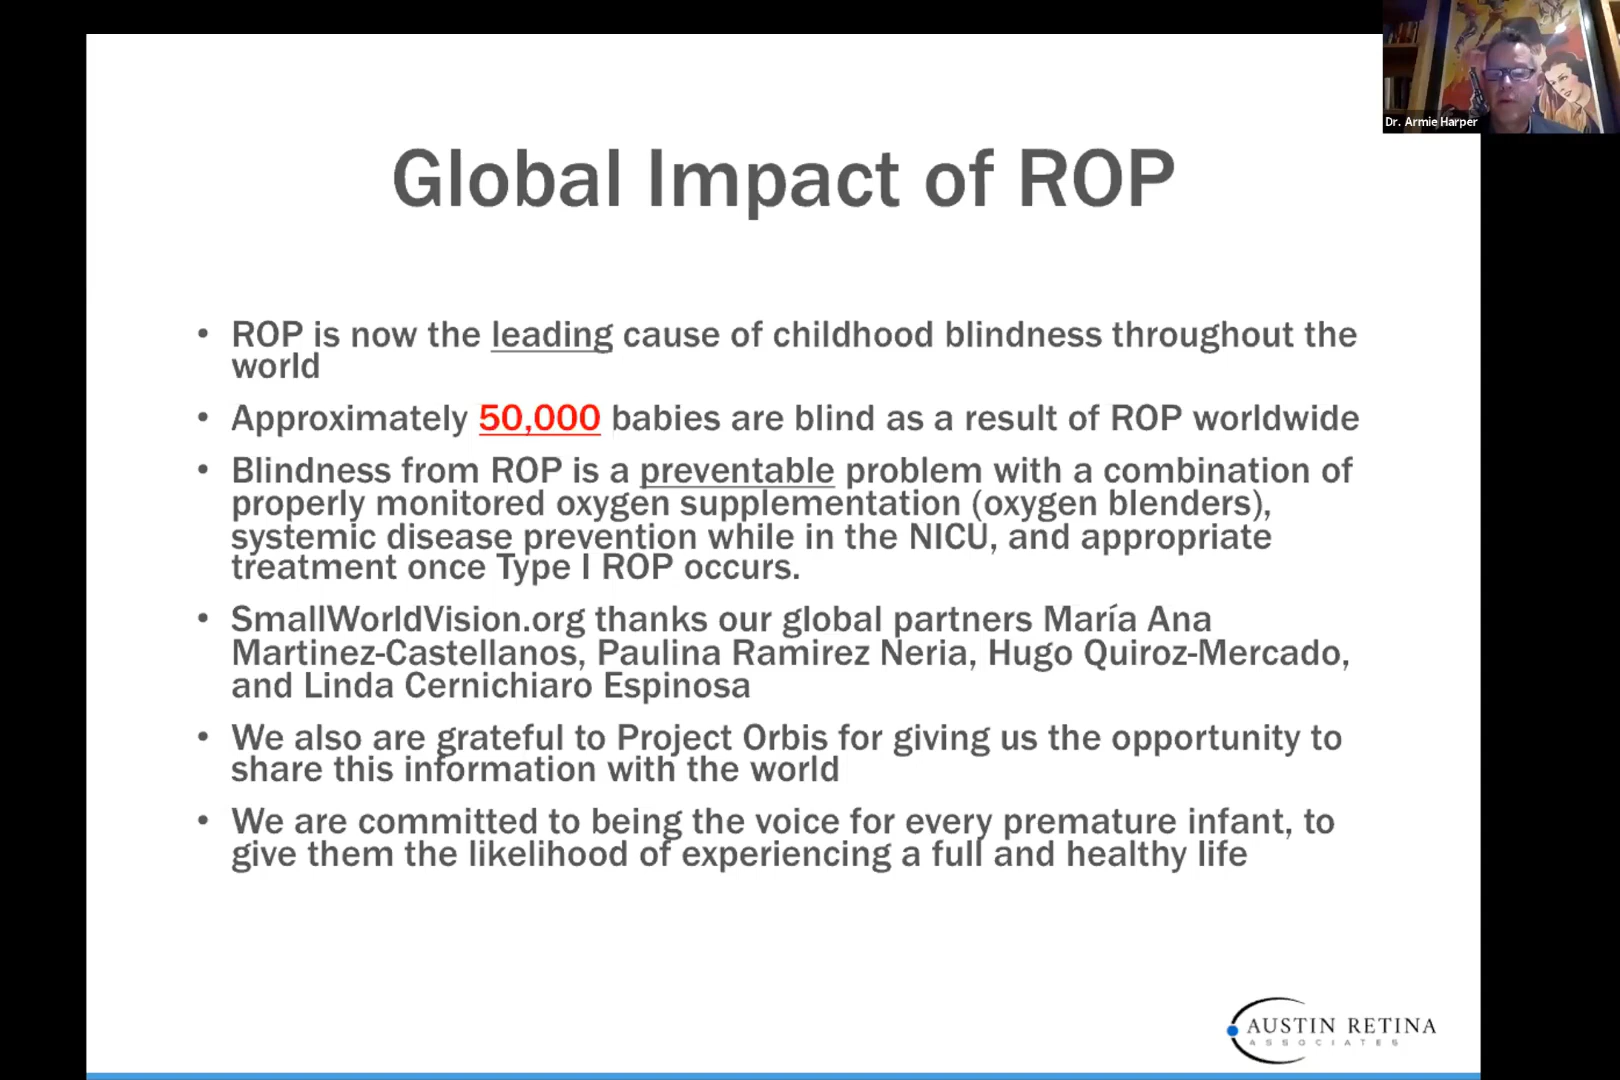 Dr. Armie Harper
Global Impact of ROP
• ROP is now the leading cause of childhood blindness throughout the
world
• Approximately 50,000 babies are blind as a result of ROP worldwide
• Blindness from ROP is a preventable problem with a combination of
properly monitored oxygen supplementation (oxygen blenders),
systemic disease prevention while in the NICU, and appropriate
treatment once Type I ROP occurs.
• SmallWorldVision.org thanks our global partners María Ana
Martinez-Castellanos, Paulina Ramirez Neria, Hugo Quiroz-Mercado,
and Linda Cernichiaro Espinosa
• We also are grateful to Project Orbis for giving us the opportunity to
share this information with the world
• We are committed to being the voice for every premature infant, to
give them the likelihood of experiencing a full and healthy life
AUSTIN RETINA
ASSOCIATES